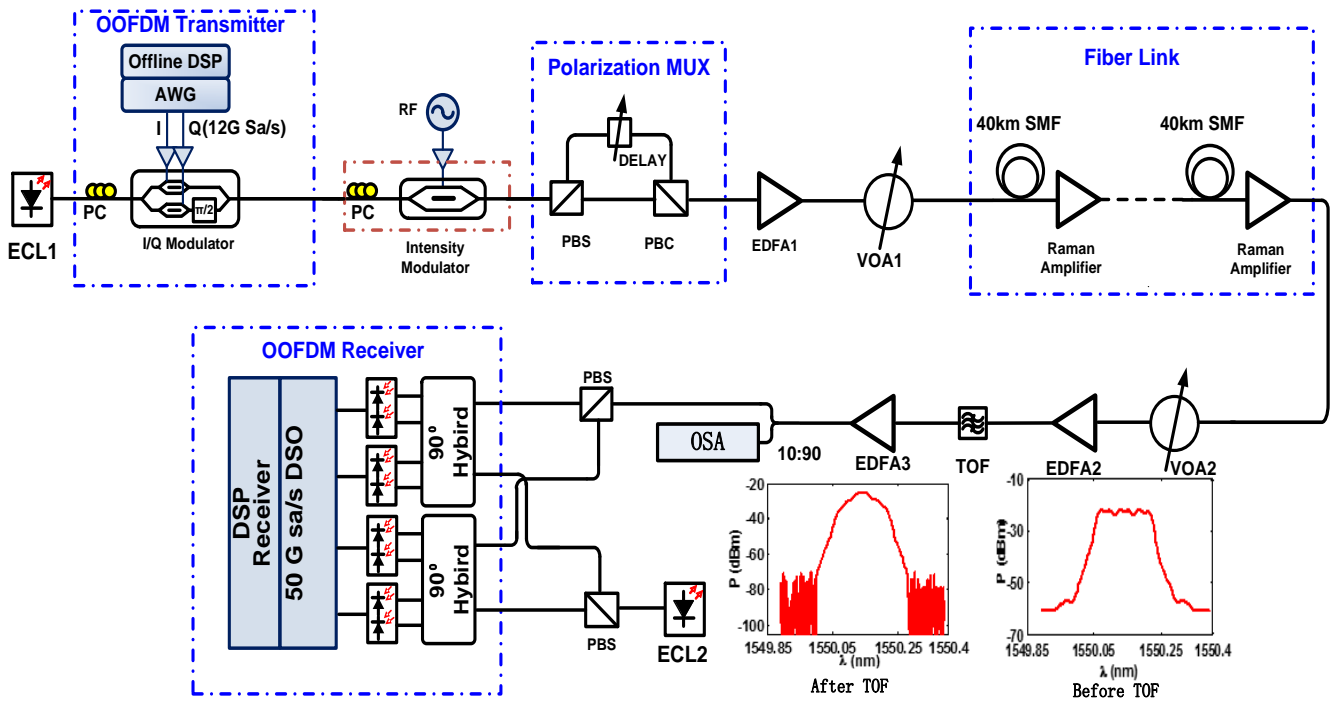 OOFDM Transmitter
Offline DSP
AWG
I
Q(12G Sa/s)
PC
π/2
I/Q Modulator
ECL1
RF
PC
Intensity
Modulator
Polarization MUX
DELAY
PBS
PBC
EDFA1
VOA1
Fiber Link
40km SMF
40km SMF
Raman
Amplifier
Raman
Amplifier
OOFDM Receiver
DSP
Receiver
50 G sa/s DSO
90° Hybird
90° Hybird
PBS
PBS
ECL2
OSA
10:90
EDFA3
TOF
EDFA2
VOA2
P (dBm)
-20
-40
-60
-80
-100
1549.85
1550.05
1550.25
1550.4
λ (nm)
After TOF
P (dBm)
-10
-30
-50
-70
1549.85
1550.05
1550.25
1550.4
λ (nm)
Before TOF